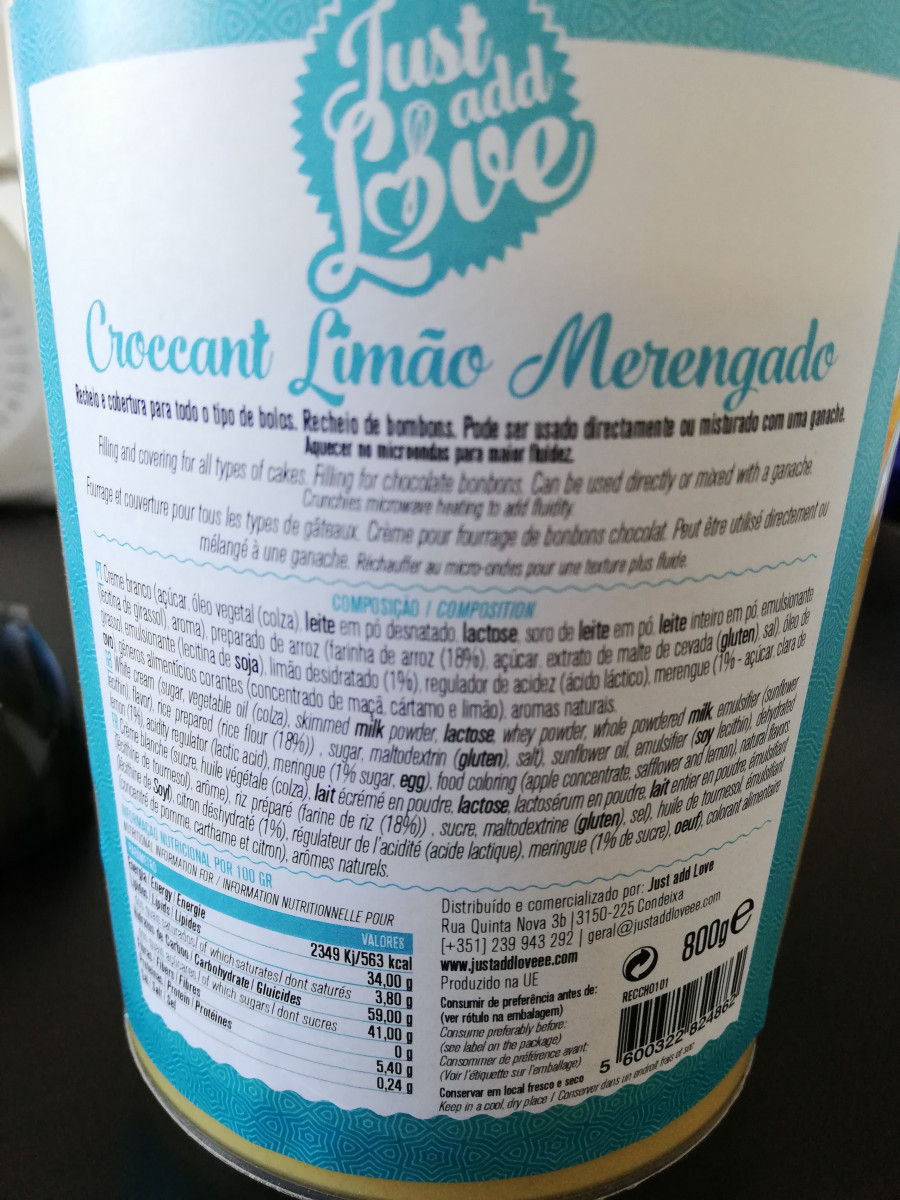 Just
add
Love
Croccant Limão Merengado
Recheio e cobertura para todo o tipo de bolos. Recheio de bombons. Pode ser usado directamente ou misturado com uma ganache.
Aquecer no microondas para maior fluidez.
Filling and covering for all types of cakes. Filling for chocolate bonbons. Can be used directly or mixed with a ganache.
Crunchies microwave heating to add fluidity.
Fourrage et couverture pour tous les types de gâteaux. Crème pour fourrage de bonbons chocolat. Peut être utilisé directement ou
mélangé à une ganache. Réchauffer au micro-ondes pour une texture plus fluide.
COMPOSIÇÃO / COMPOSITION
Creme branco (açúcar, óleo vegetal (colza), leite em pó desnatado, lactose, soro de leite em pó, leite inteiro em pó, emulsionante
(lecitina de girassol), aroma), preparado de arroz (farinha de arroz (18%), açúcar, extrato de malte de cevada (gluten), sal), óleo de
girassol, emulsionante (lecitina de soja), limão desidratado (1%), regulador de acidez (ácido láctico), merengue (1% - açúcar, clara de
ovo), géneros alimentícios corantes (concentrado de maçã, cártamo e limão), aromas naturais.
White cream (sugar, vegetable oil (colza), skimmed milk powder, lactose, whey powder, whole powdered milk, emulsifier (sunflower
lecithin), flavor), rice prepared (rice flour (18%)) , sugar, maltodextrin (gluten), salt), sunflower oil, emulsifier (soy lecithin), dehydrated
lemon (1%), acidity regulator (lactic acid), meringue (1% sugar, egg), food coloring (apple concentrate, safflower and lemon), natural flavors.
Crème blanche (sucre, huile végétale (colza), lait écrémé en poudre, lactose, lactosérum en poudre, lait entier en poudre, émulsifiant
(lécithine de tournesol), arôme), riz préparé (farine de riz (18%)) , sucre, maltodextrine (gluten), sel), huile de tournesol, émulsifiant
(lécithine de Soy), citron déshydraté (1%), régulateur de l'acidité (acide lactique), meringue (1% de sucre), oeuf), colorant alimentaire
(concentré de pomme, carthame et citron), arômes naturels.
INFORMAÇÃO NUTRICIONAL POR 100 GR
NUTRITIONAL INFORMATION FOR / INFORMATION NUTRITIONNELLE POUR
VALORES
Energia / Energy / Energie 2349 Kj/563 kcal
Lípidos / Lipids / Lipides 34,00 g
of which saturates / dont saturés 3,80 g
Hidratos de Carbono / Carbohydrate / Gluicides 59,00 g
of which sugars / dont sucres 41,00 g
Fibras / Fibers / Fibres 0 g
Proteínas / Protein / Protéines 5,40 g
Sal / Salt / Sel 0,24 g
Distribuído e comercializado por: Just add Love
Rua Quinta Nova 3b | 3150-225 Condeixa
[+351] 239 943 292 | geral@justaddloveee.com
www.justaddloveee.com
Produzido na UE
800g e
Consumir de preferência antes de:
(ver rótulo na embalagem)
Consume preferably before:
(see label on the package)
Consommer de préférence avant:
(Voir l'étiquette sur l'emballage)
RECCH0101
5 600322 824862
Conservar em local fresco e seco
Keep in a cool, dry place / Conserver dans un endroit frais et sec